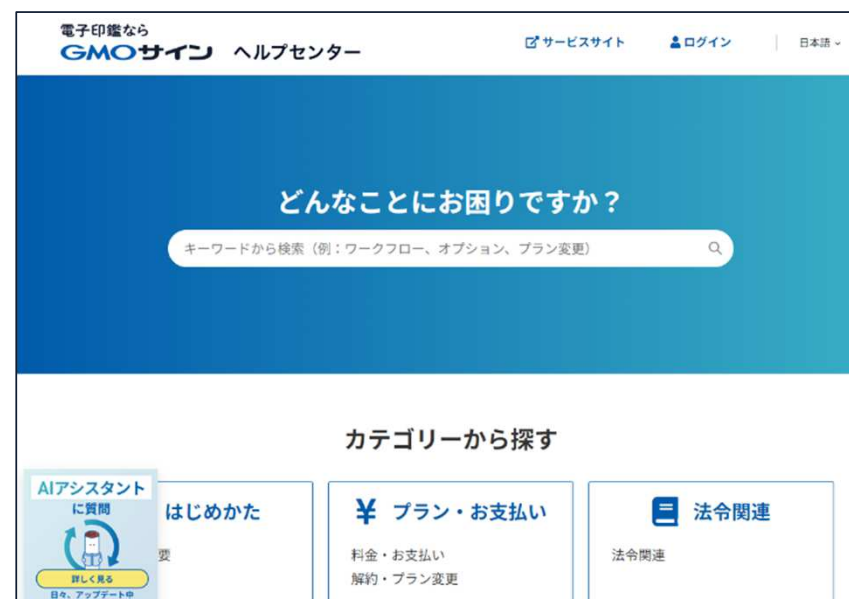 電子印鑑なら
GMOサイン ヘルプセンター
サービスサイト
ログイン
日本語
どんなことにお困りですか？
キーワードから検索（例：ワークフロー、オプション、プラン変更）
カテゴリーから探す
AIアシスタント
に質問
詳しく見る
日々、アップデート中
はじめかた
要
¥ プラン・お支払い
料金・お支払い
解約・プラン変更
法令関連
法令関連